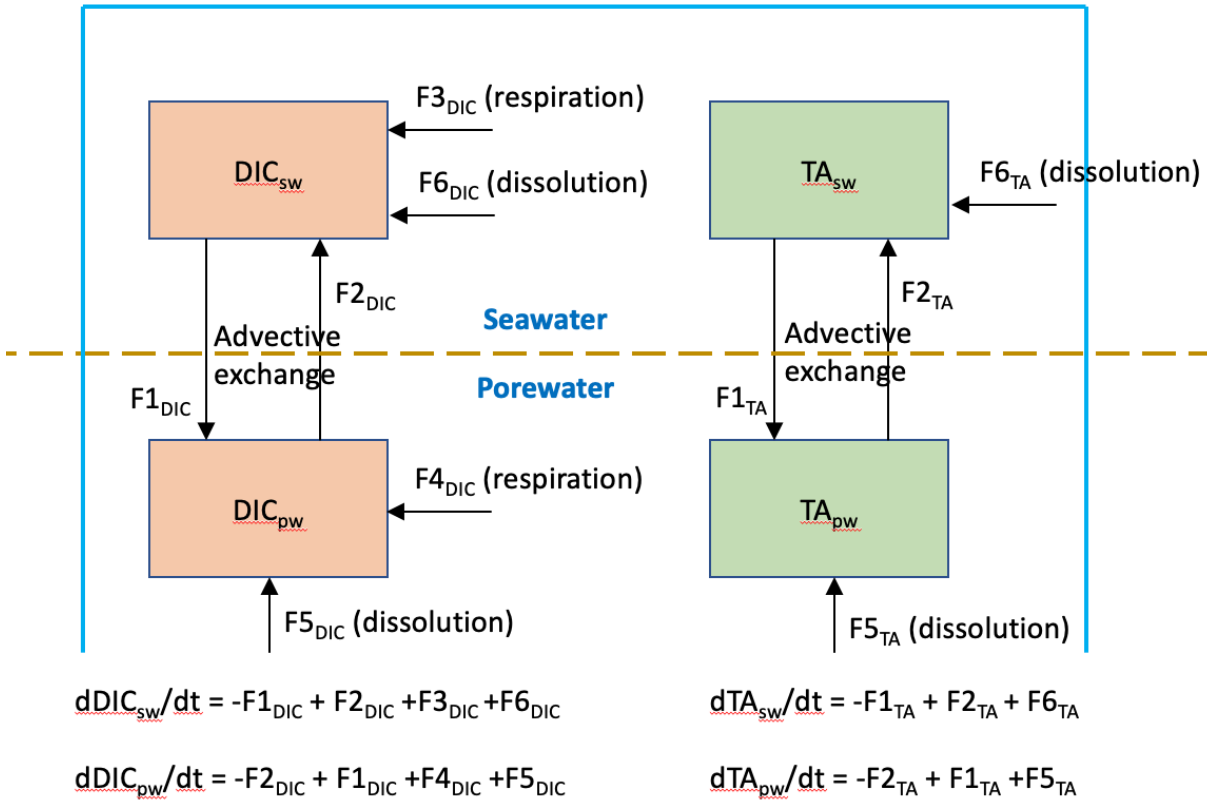 F3DIC (respiration)
DICsw
F6DIC (dissolution)
TAsw
F6TA (dissolution)
F2DIC
F2TA
Seawater
Advective
exchange
Advective
exchange
Porewater
F1DIC
F1TA
F4DIC (respiration)
DICpw
TApw
F5DIC (dissolution)
F5TA (dissolution)
dDICsw/dt = -F1DIC + F2DIC +F3DIC +F6DIC
dTAsw/dt = -F1TA + F2TA + F6TA
dDICpw/dt = -F2DIC + F1DIC +F4DIC +F5DIC
dTApw/dt = -F2TA + F1TA +F5TA